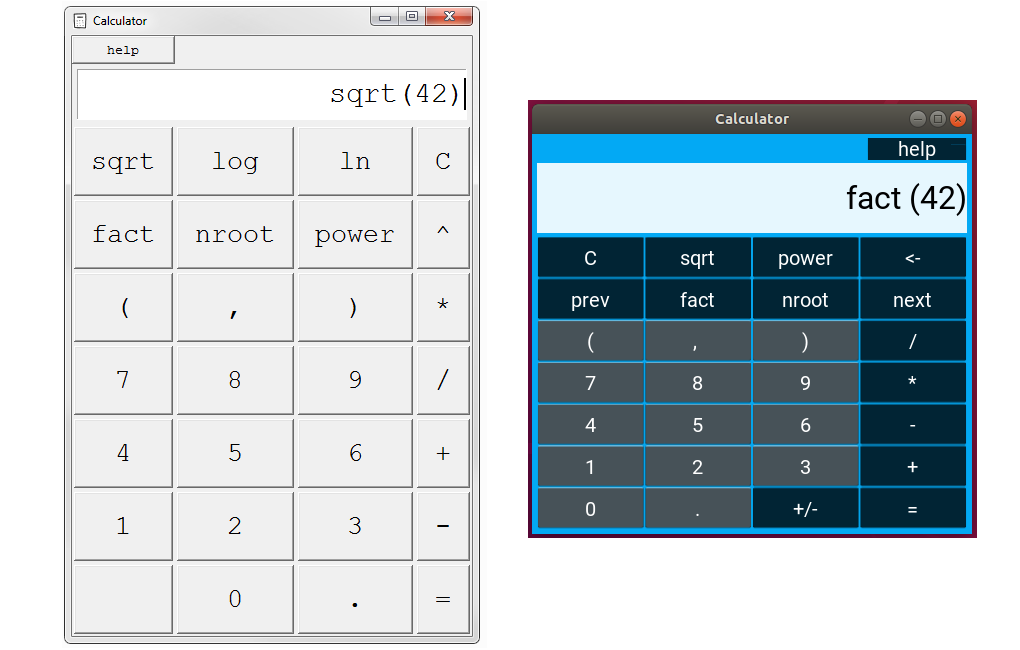 Calculator
help
sqrt(42)
sqrt log ln C
fact nroot power ^
( , ) *
7 8 9 /
4 5 6 +
1 2 3 -
0 . =
Calculator
help
fact (42)
C sqrt power <-
prev fact nroot next
( , ) /
7 8 9 *
4 5 6 -
1 2 3 +
0 . +/- =